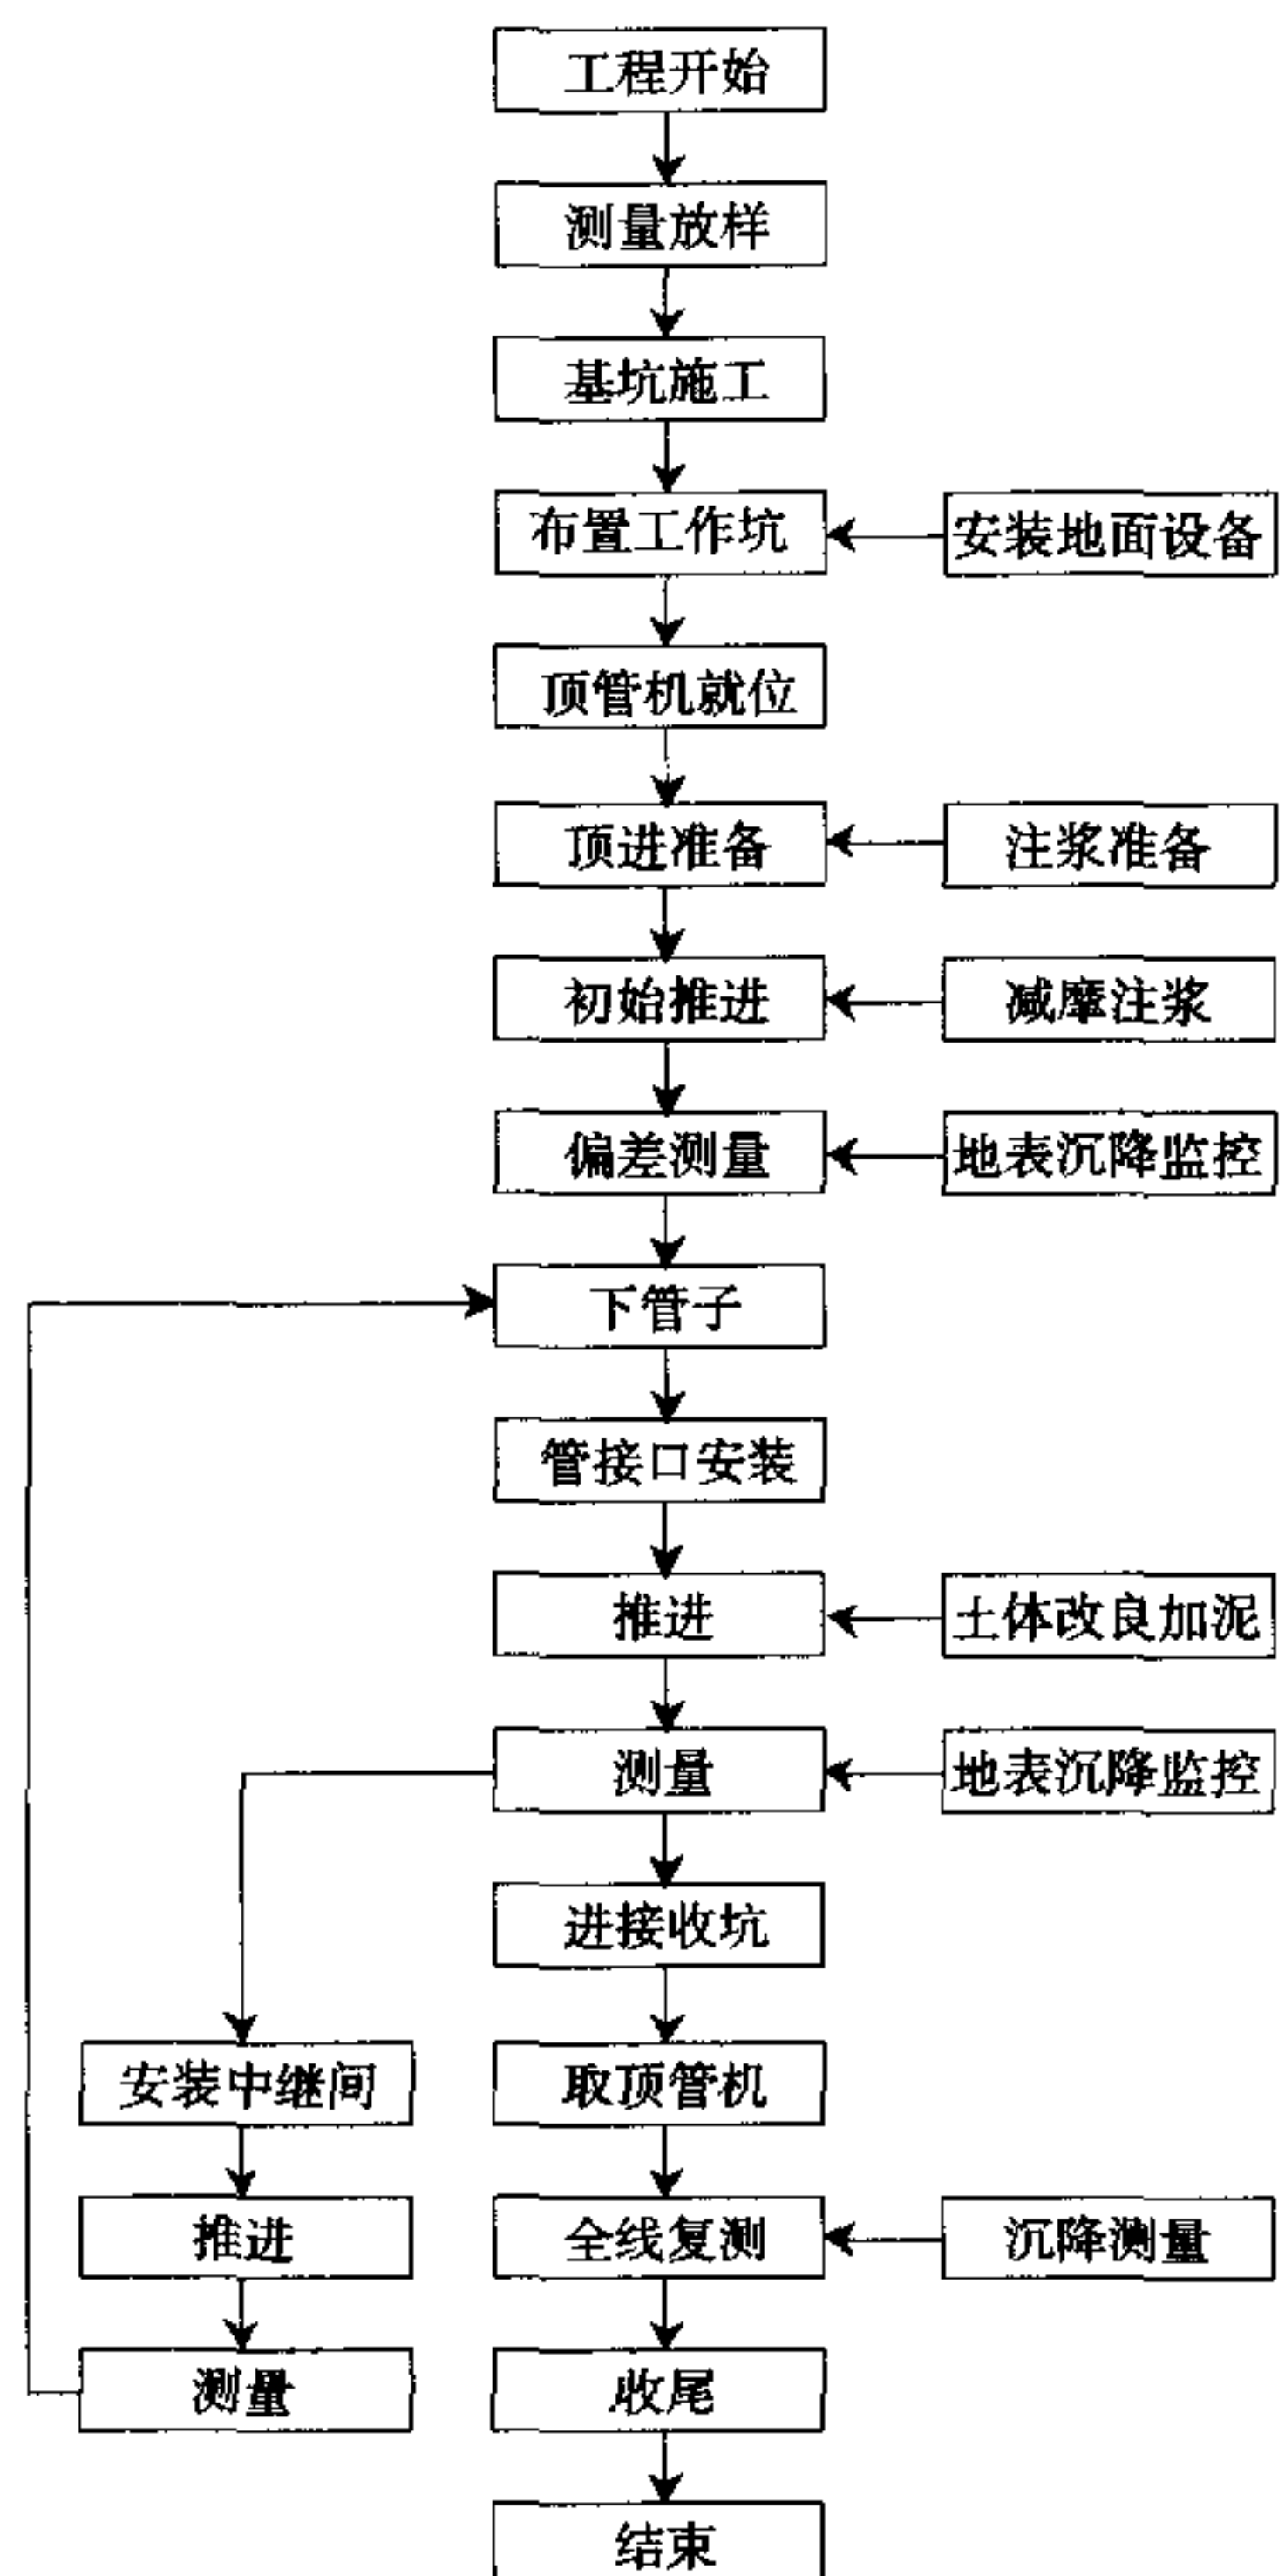 工程开始
测量放样
基坑施工
布置工作坑
安装地面设备
顶管机就位
顶进准备
注浆准备
初始推进
减摩注浆
偏差测量
地表沉降监控
下管子
管接口安装
推进
土体改良加泥
测量
地表沉降监控
进接收坑
安装中继间
取顶管机
推进
全线复测
沉降测量
测量
收尾
结束